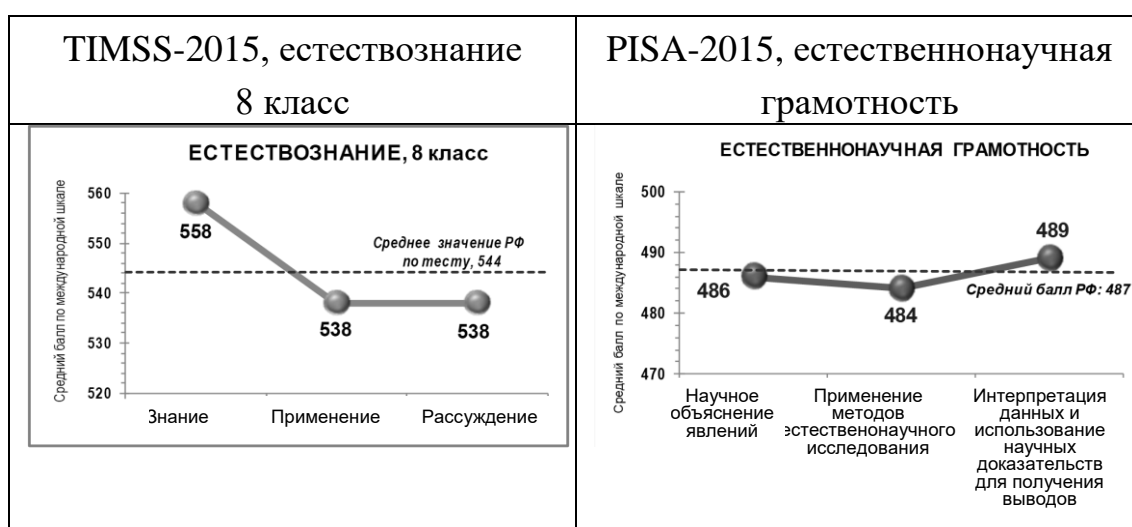 TIMSS-2015, естествознание
8 класс
PISA-2015, естественнонаучная
грамотность
ЕСТЕСТВОЗНАНИЕ, 8 класс
Средний балл по международной шкале
560
550
540
530
520
558
538
538
Среднее значение РФ
по тесту, 544
Знание
Применение
Рассуждение
ЕСТЕСТВЕННОНАУЧНАЯ ГРАМОТНОСТЬ
Средний балл по международной шкале
500
490
480
470
486
484
489
Средний балл РФ: 487
Научное
объяснение
явлений
Применение
методов
естественонаучного
исследования
Интерпретация
данных и
использование
научных
доказательств
для получения
выводов